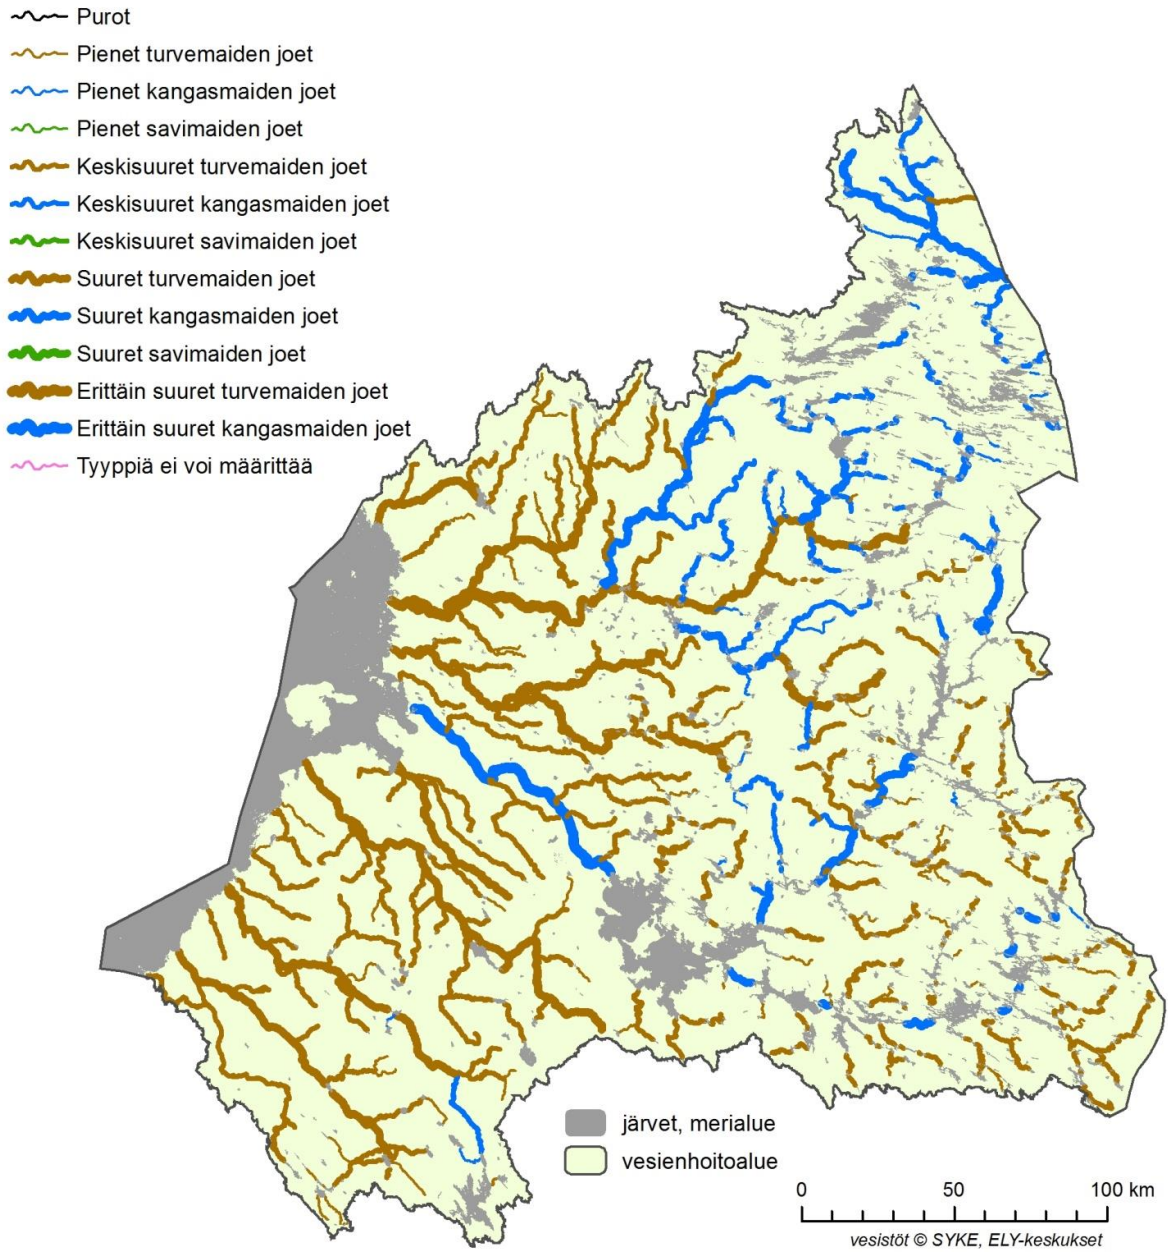 Purot
Pienet turvemaiden joet
Pienet kangasmaiden joet
Pienet savimaiden joet
Keskisuuret turvemaiden joet
Keskisuuret kangasmaiden joet
Keskisuuret savimaiden joet
Suuret turvemaiden joet
Suuret kangasmaiden joet
Suuret savimaiden joet
Erittäin suuret turvemaiden joet
Erittäin suuret kangasmaiden joet
Tyyppiä ei voi määrittää
järvet, merialue
vesienhoitoalue
0 50 100 km
vesistöt © SYKE, ELY-keskukset